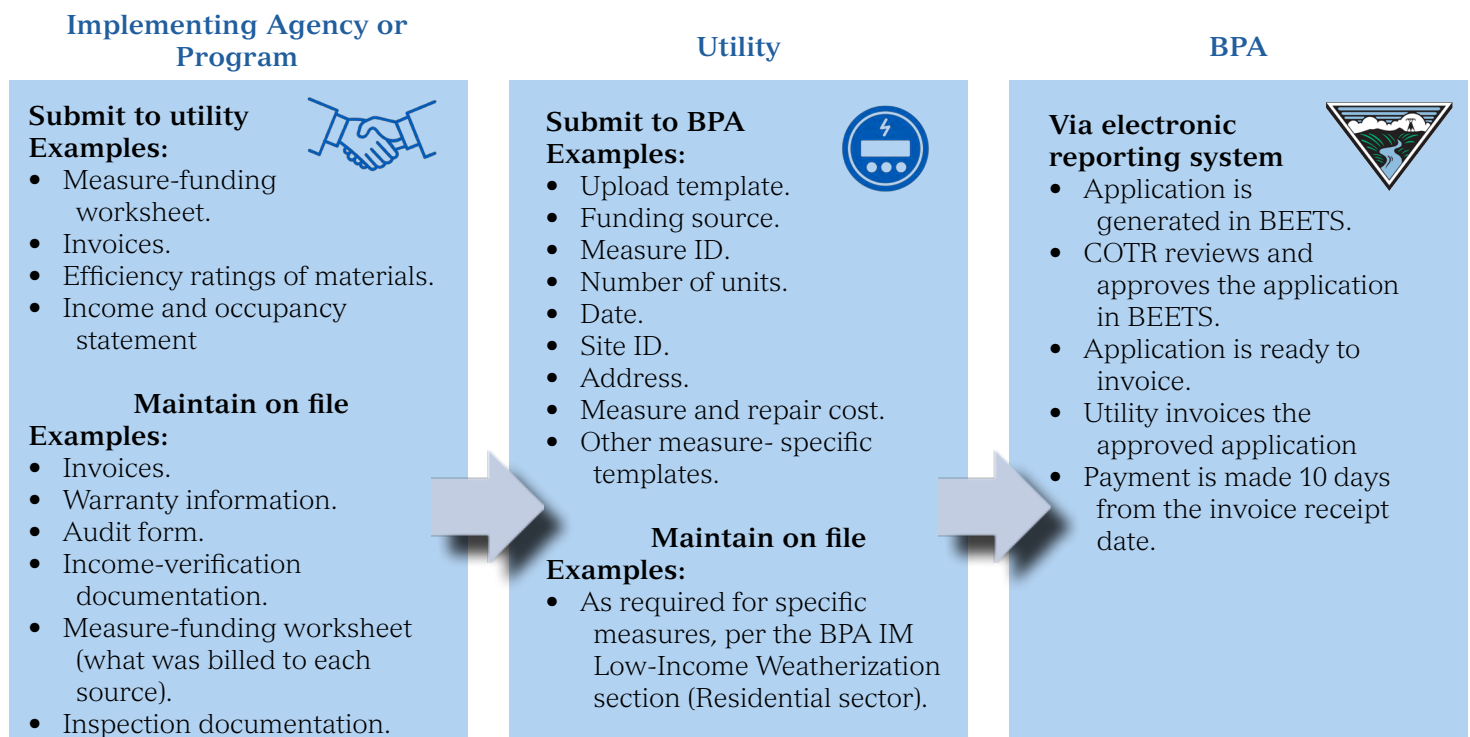 Implementing Agency or
Program
Submit to utility
Examples:
• Measure-funding
worksheet.
• Invoices.
• Efficiency ratings of materials.
• Income and occupancy
statement
Maintain on file
Examples:
• Invoices.
• Warranty information.
• Audit form.
• Income-verification
documentation.
• Measure-funding worksheet
(what was billed to each
source).
• Inspection documentation.
Utility
Submit to BPA
Examples:
• Upload template.
• Funding source.
• Measure ID.
• Number of units.
• Date.
• Site ID.
• Address.
• Measure and repair cost.
• Other measure- specific
templates.
Maintain on file
Examples:
• As required for specific
measures, per the BPA IM
Low-Income Weatherization
section (Residential sector).
BPA
Via electronic
reporting system
• Application is
generated in BEETS.
• COTR reviews and
approves the application
in BEETS.
• Application is ready to
invoice.
• Utility invoices the
approved application
• Payment is made 10 days
from the invoice receipt
date.